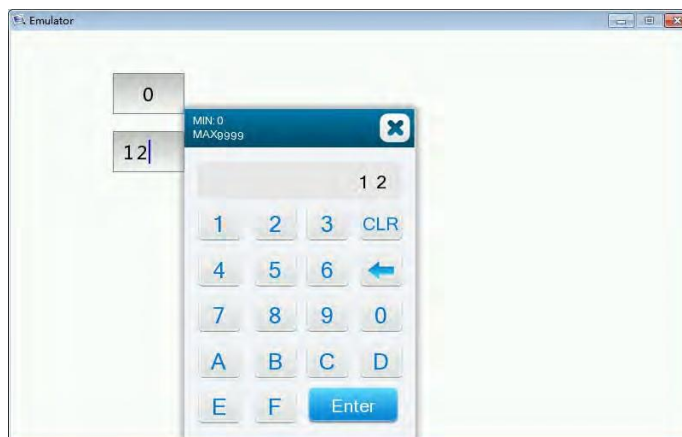 Emulator
0
12
MIN: 0
MAX9999
1 2
1 2 3 CLR
4 5 6
7 8 9 0
A B C D
E F Enter